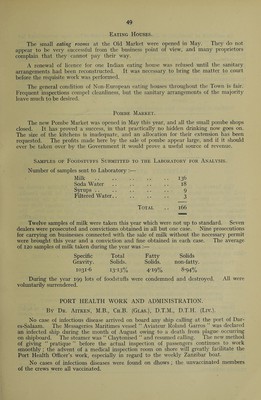 49
EATING HOUSES.
The small eating rooms at the Old Market were opened in May. They do not
appear to be very successful from the business point of view, and many proprietors
complain that they cannot pay their way.
A renewal of licence for one Indian eating house was refused until the sanitary
arrangements had been reconstructed. It was necessary to bring the matter to court
before the requisite work was performed.
The general condition of Non-European eating houses throughout the Town is fair.
Frequent inspections compel cleanliness, but the sanitary arrangements of the majority
leave much to be desired.
POMBE MARKET.
The new Pombe Market was opened in May this year, and all the small pombe shops
closed. It has proved a success, in that practically no hidden drinking now goes on.
The size of the kitchens is inadequate, and an allocation for their extension has been
requested. The profits made here by the sale of pombe appear large, and if it should
ever be taken over by the Government it would prove a useful source of revenue.
SAMPLES OF FOODSTUFFS SUBMITTED TO THE LABORATORY FOR ANALYSIS.
Number of samples sent to Laboratory :—
Milk .. .. .. .. .. 136
Soda Water .. .. .. .. 18
Syrups .. .. .. .. .. 9
Filtered Water.. .. .. .. 3
TOTAL .. 166
Twelve samples of milk were taken this year which were not up to standard. Seven
dealers were prosecuted and convictions obtained in all but one case. Nine prosecutions
for carrying on businesses connected with the sale of milk without the necessary permit
were brought this year and a conviction and fine obtained in each case. The average
of 120 samples of milk taken during the year was :—
Specific Total Fatty Solids
Gravity. Solids. Solids. non-fatty.
1031·6 13·13% 4·19% 8·94%
During the year 199 lots of foodstuffs were condemned and destroyed. All were
voluntarily surrendered.
PORT HEALTH WORK AND ADMINISTRATION.
BY DR. AITKEN, M.B., CH.B. (GLAS.), D.T.M., D.T.H. (LIV.).
No case of infectious disease arrived on board any ship calling at the port of Dar-
es-Salaam. The Messageries Maritimes vessel " Aviateur Roland Garros " was declared
an infected ship during the month of August owing to a death from plague occurring
on shipboard. The steamer was " Claytonised " and resumed calling. The new method
of giving " pratique " before the actual inspection of passengers continues to work
smoothly ; the advent of a medical inspection room on shore will greatly facilitate the
Port Health Officer's work, especially in regard to the weekly Zanzibar boat.
No cases of infectious diseases were found on dhows ; the unvaccinated members
of the crews were all vaccinated.